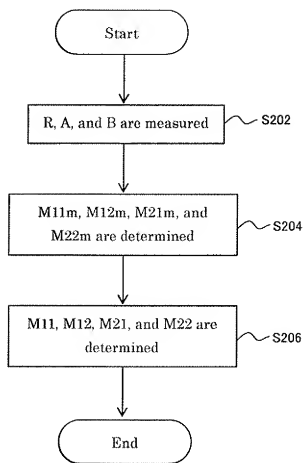 Start
R, A, and B are measured
S202
M11m, M12m, M21m, and
M22m are determined
S204
M11, M12, M21, and M22 are
determined
S206
End